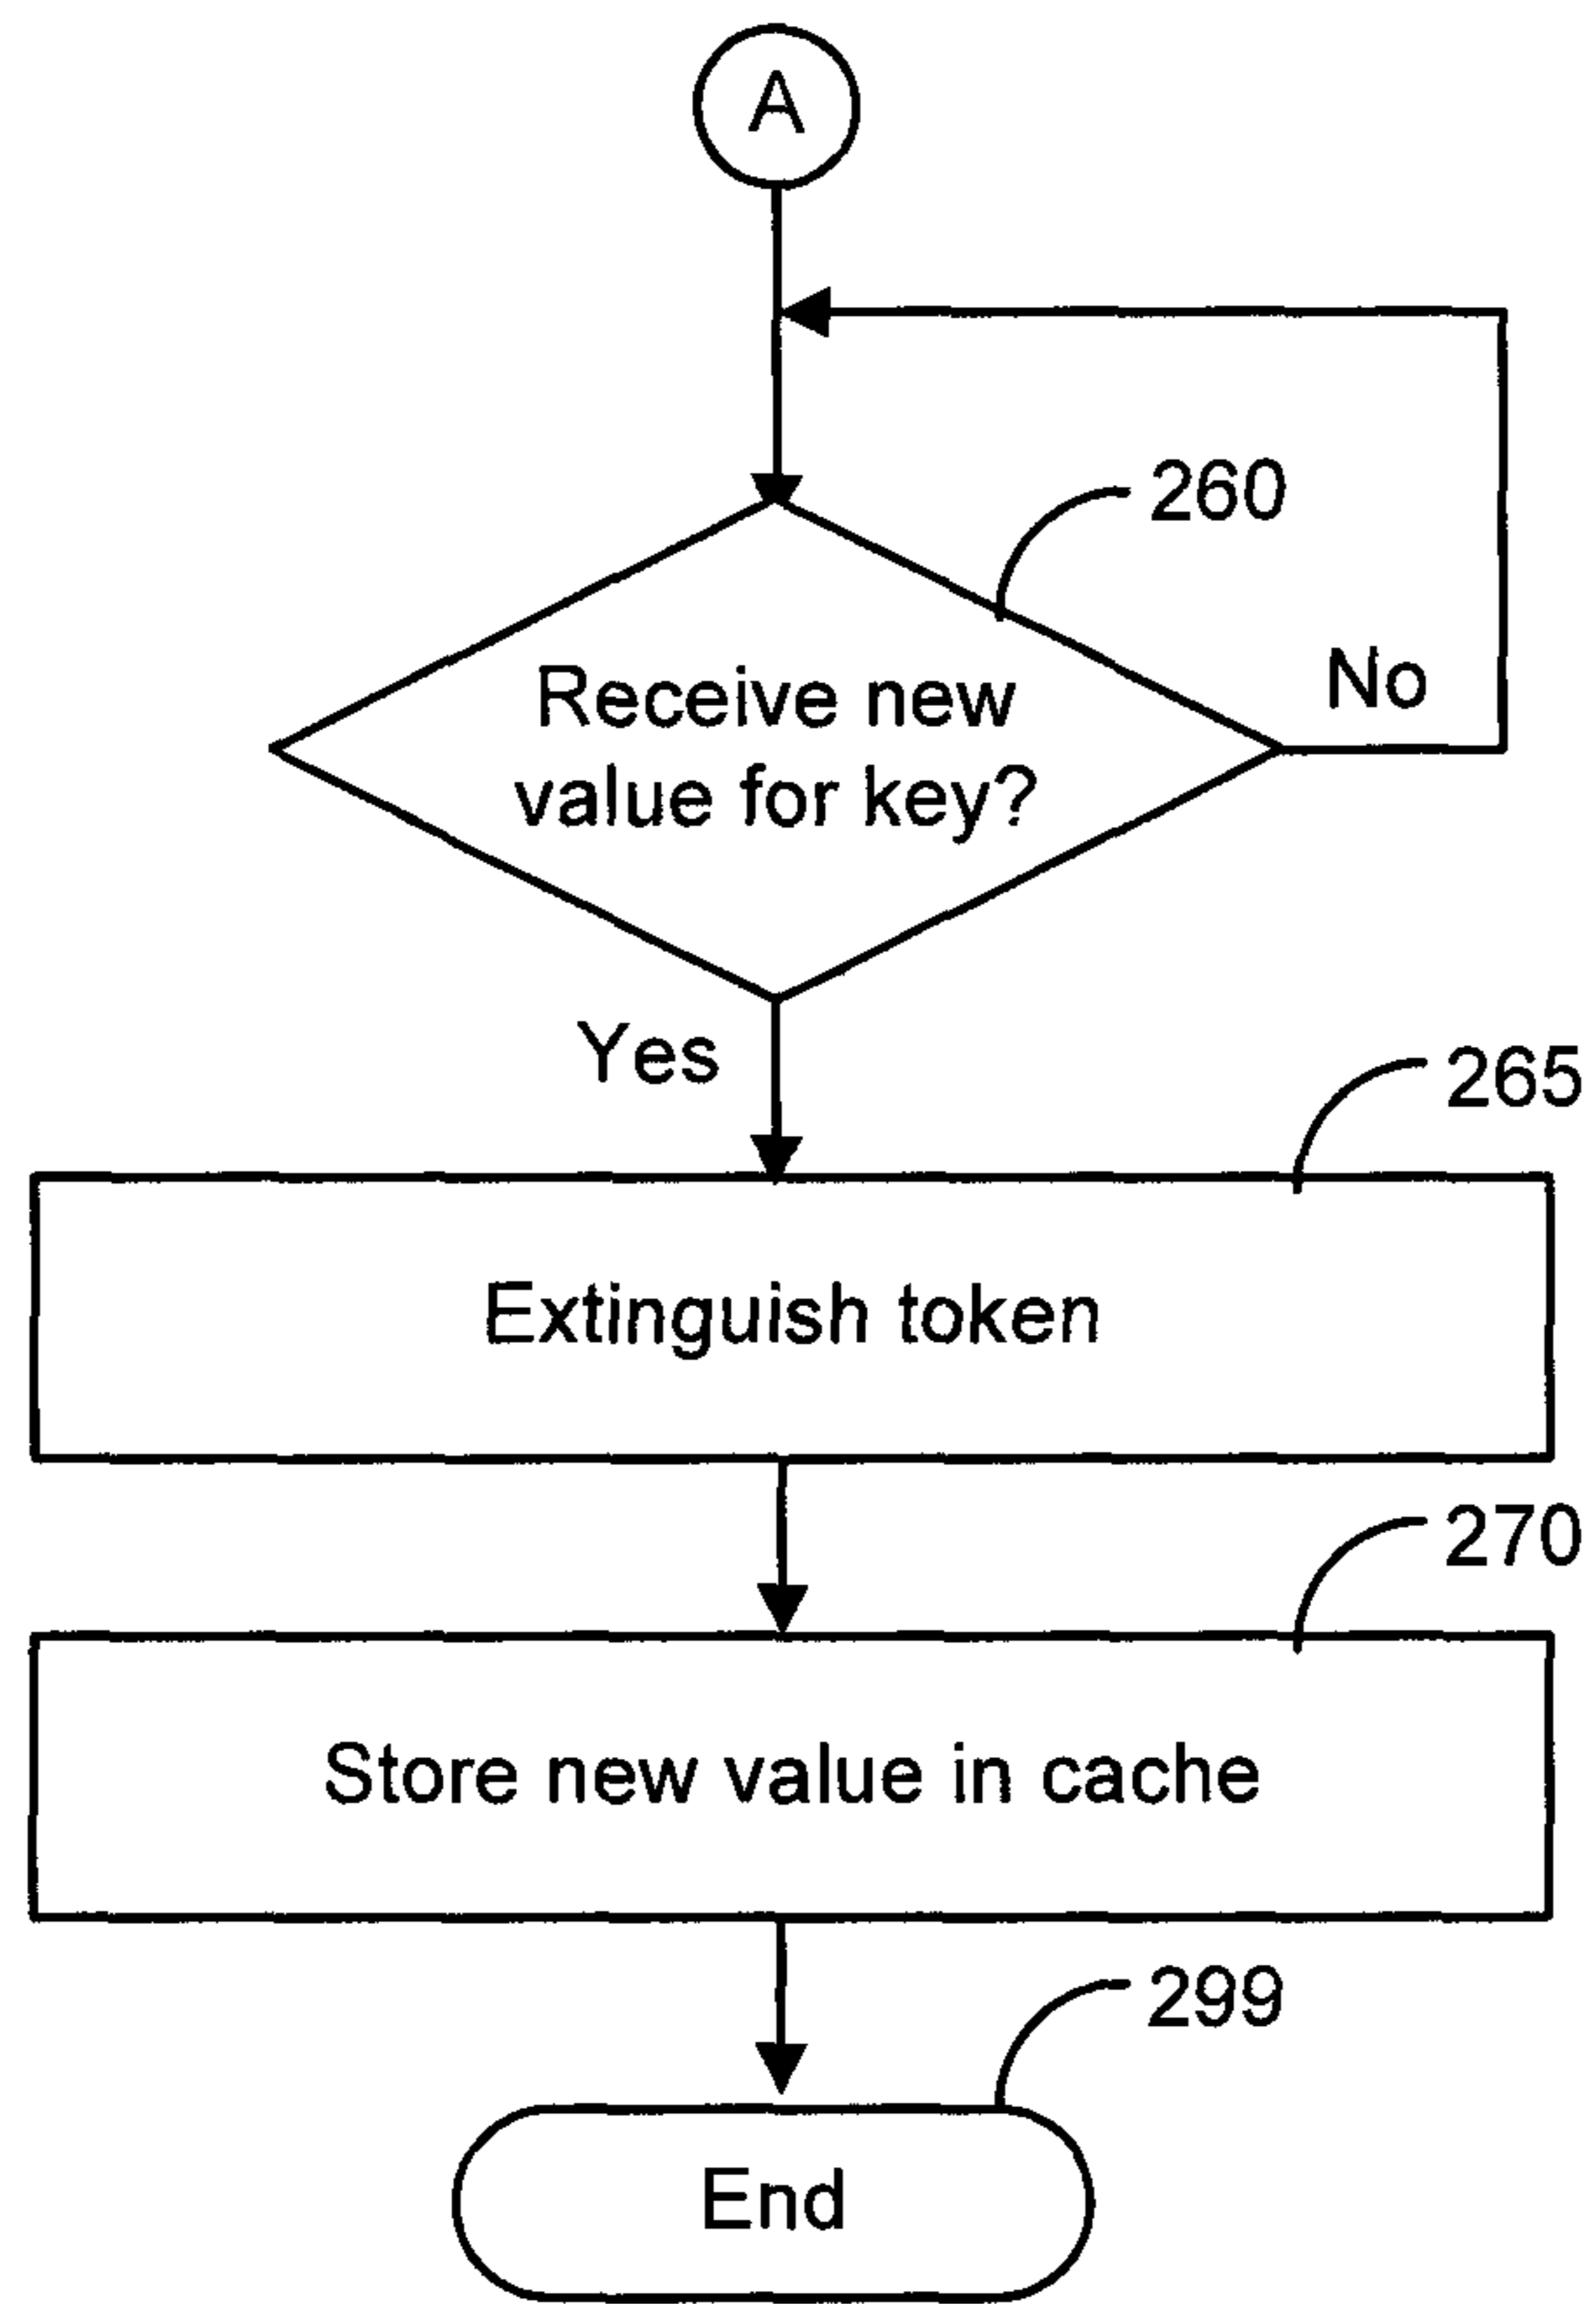 A
260
Receive new
value for key?
No
Yes
265
Extinguish token
270
Store new value in cache
299
End